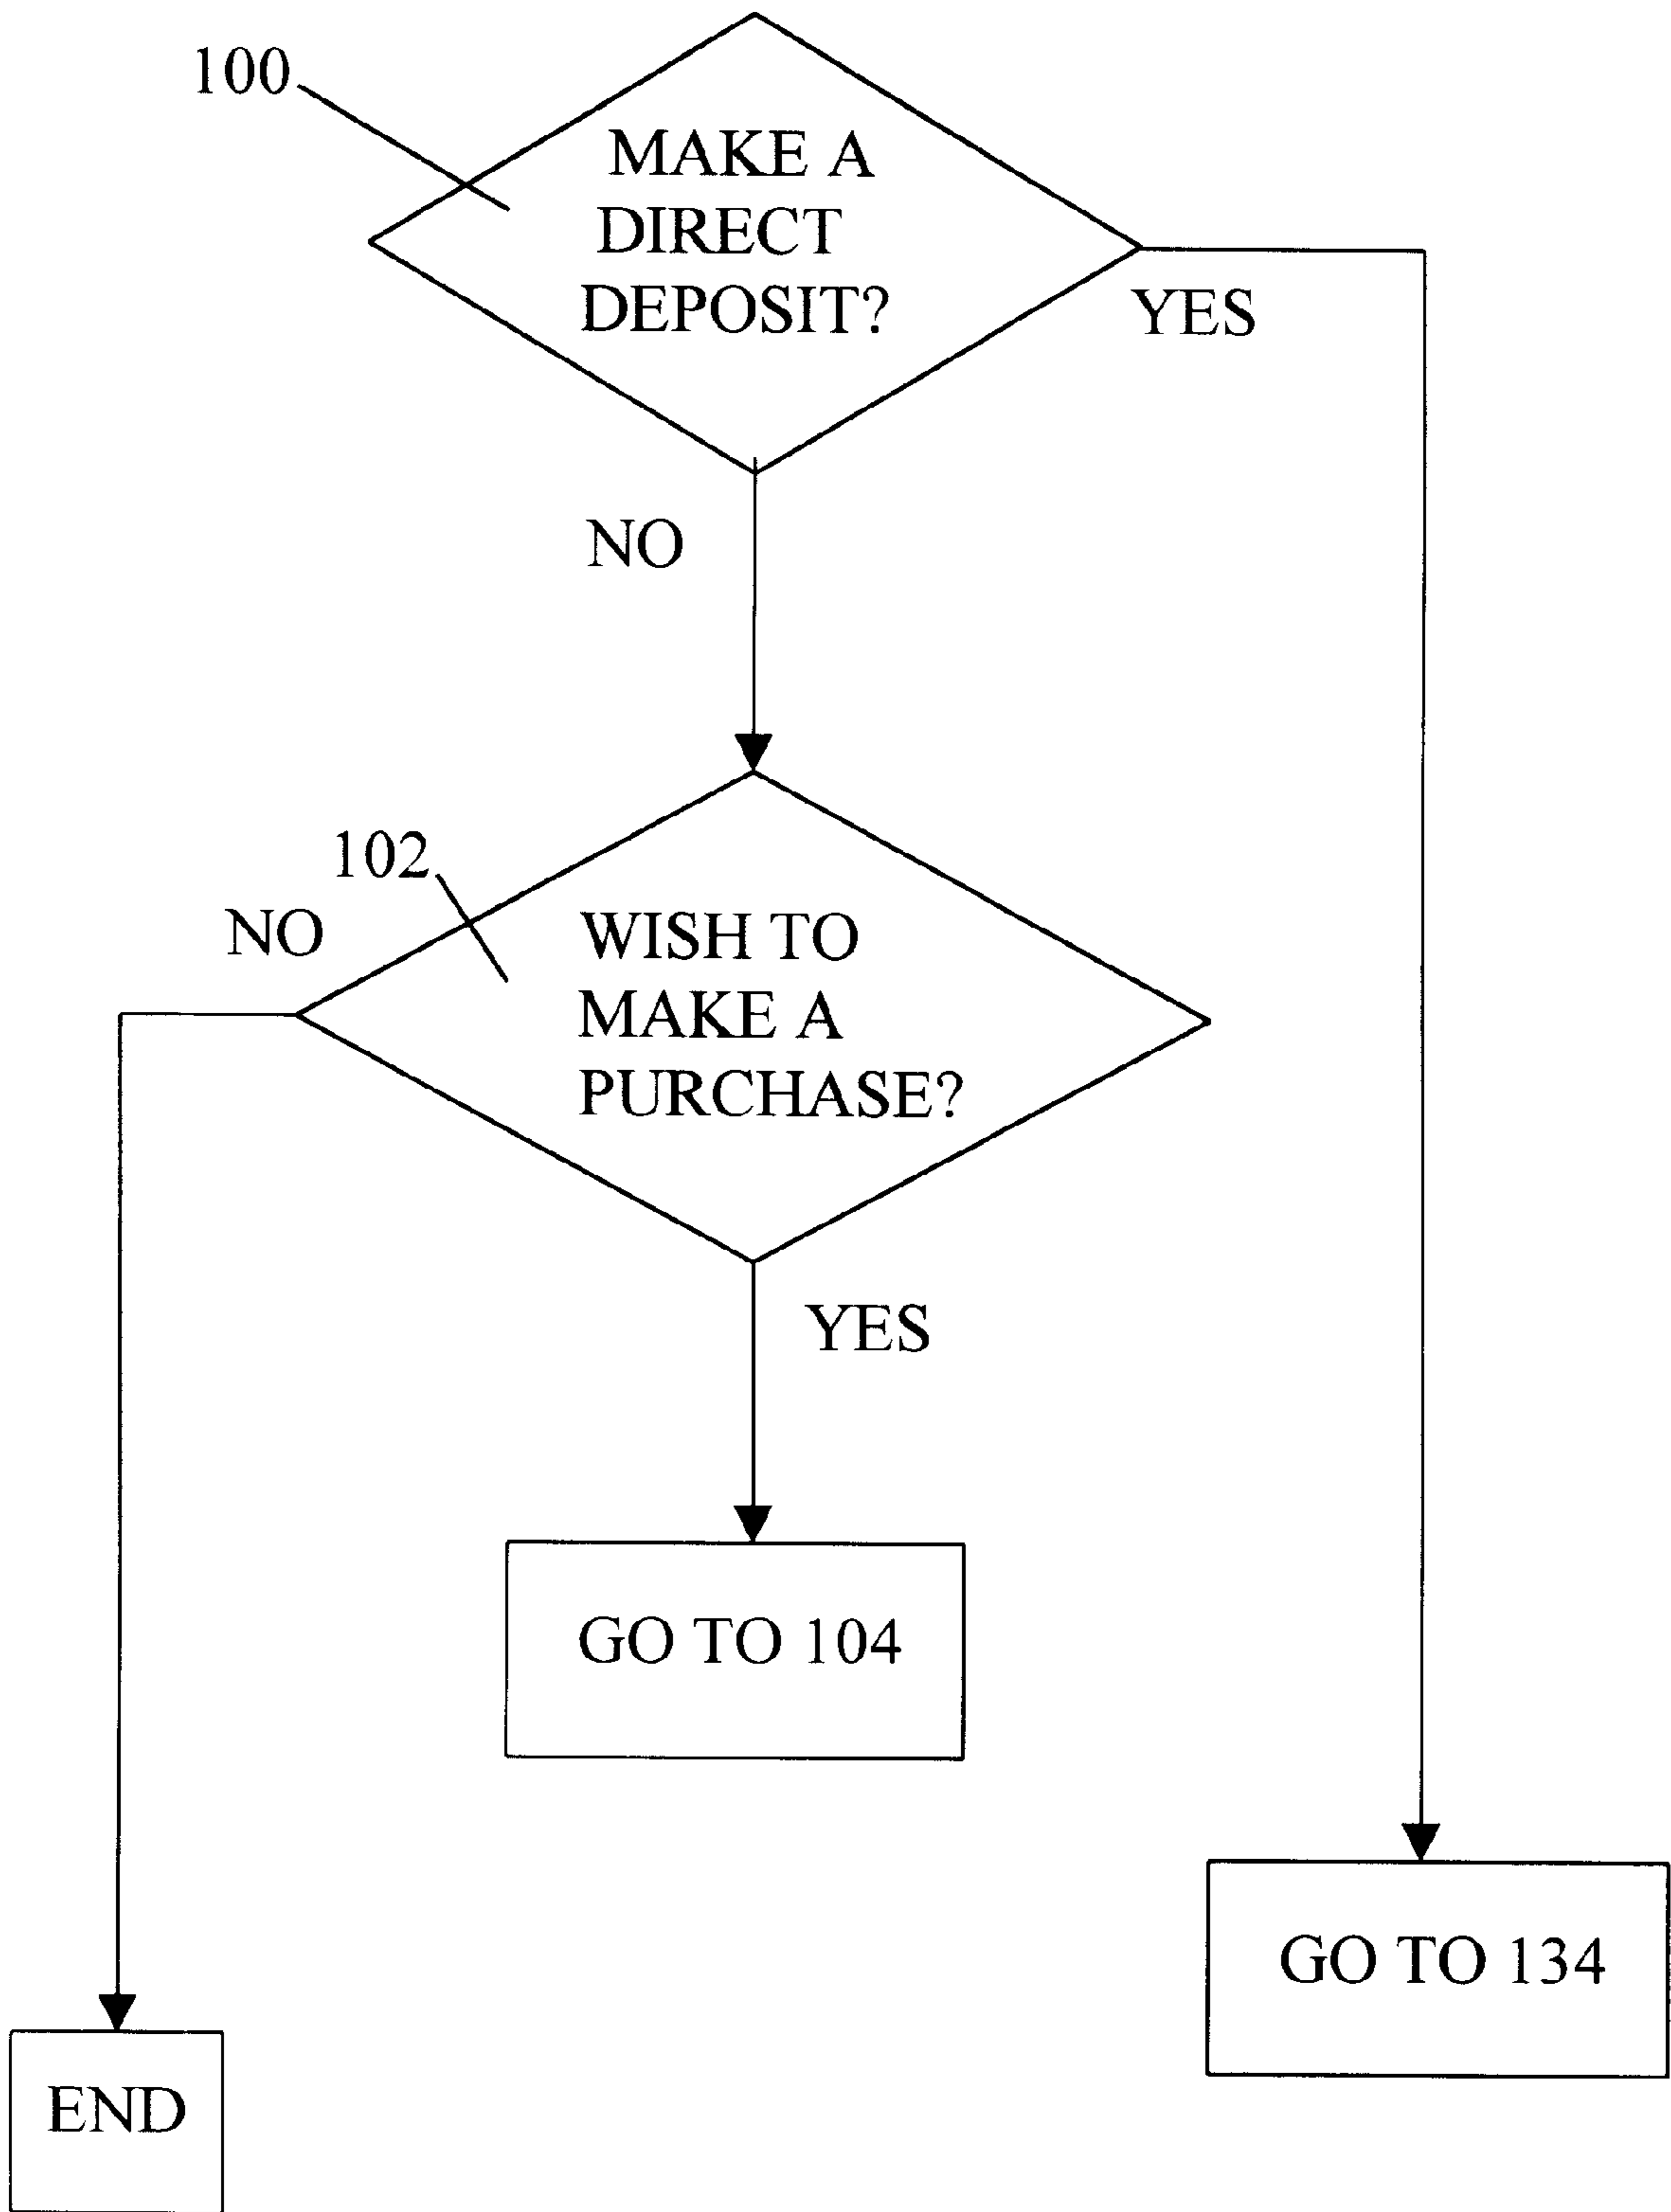 100
MAKE A
DIRECT
DEPOSIT?
YES
NO
102
NO
WISH TO
MAKE A
PURCHASE?
YES
GO TO 104
GO TO 134
END